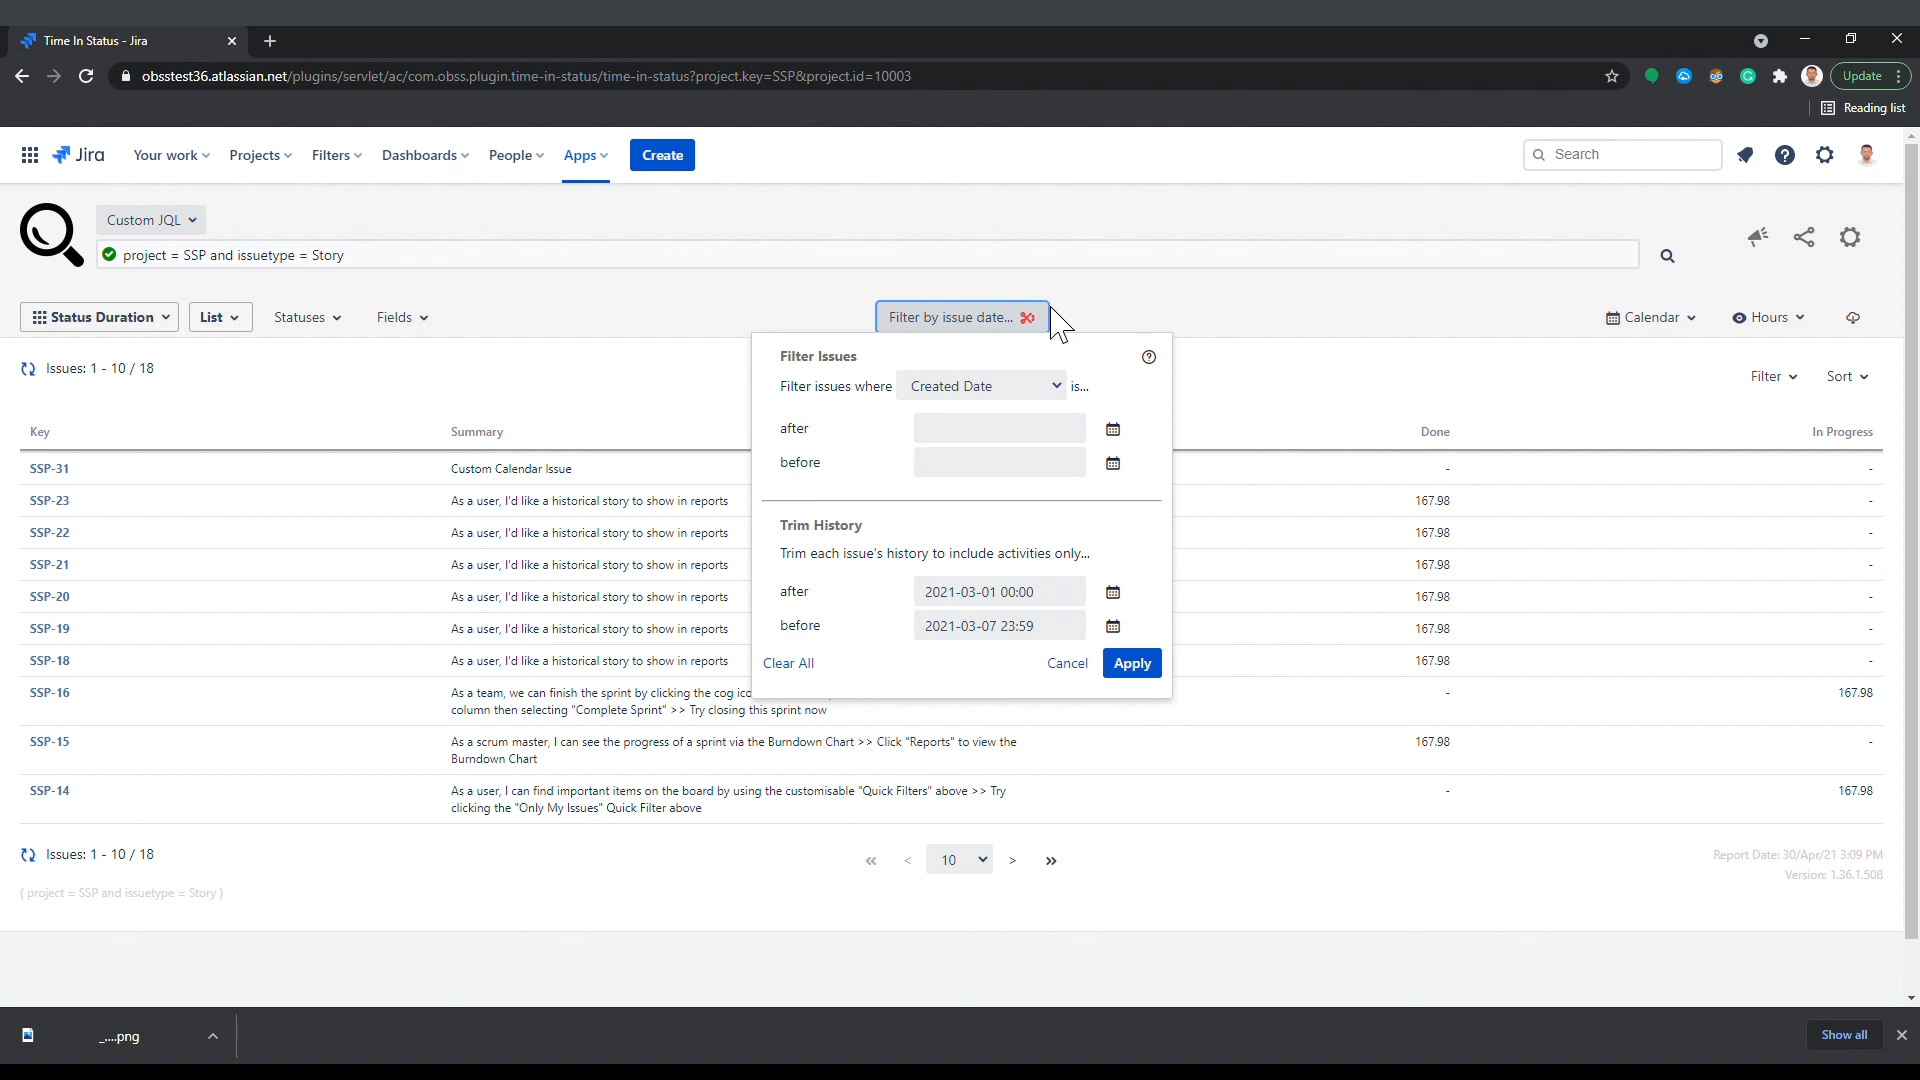 Time In Status - Jira
obsstest36.atlassian.net/plugins/servlet/ac/com.obss.plugin.time-in-status/time-in-status?project.key=SSP&project.id=10003
Update
Reading list
Jira Your work Projects Filters Dashboards People Apps Create Search
Custom JQL
project = SSP and issuetype = Story
Status Duration List Statuses Fields Filter by issue date... Calendar Hours
Issues: 1 - 10 / 18
Filter Sort
Filter Issues
Filter issues where Created Date is...
after
before
Trim History
Trim each issue's history to include activities only...
after 2021-03-01 00:00
before 2021-03-07 23:59
Clear All Cancel Apply
Key Summary Done In Progress
SSP-31 Custom Calendar Issue - -
SSP-23 As a user, I'd like a historical story to show in reports 167.98 -
SSP-22 As a user, I'd like a historical story to show in reports 167.98 -
SSP-21 As a user, I'd like a historical story to show in reports 167.98 -
SSP-20 As a user, I'd like a historical story to show in reports 167.98 -
SSP-19 As a user, I'd like a historical story to show in reports 167.98 -
SSP-18 As a user, I'd like a historical story to show in reports 167.98 -
SSP-16 As a team, we can finish the sprint by clicking the cog - 167.98
column then selecting "Complete Sprint" >> Try closing this sprint now
SSP-15 As a scrum master, I can see the progress of a sprint via the Burndown Chart >> Click "Reports" to view the 167.98 -
Burndown Chart
SSP-14 As a user, I can find important items on the board by using the customisable "Quick Filters" above >> Try - 167.98
clicking the "Only My Issues" Quick Filter above
Issues: 1 - 10 / 18
« < 10 > »
Report Date: 30/Apr/21 3:09 PM
Version: 1.36.1.508
( project = SSP and issuetype = Story )
_....png
Show all